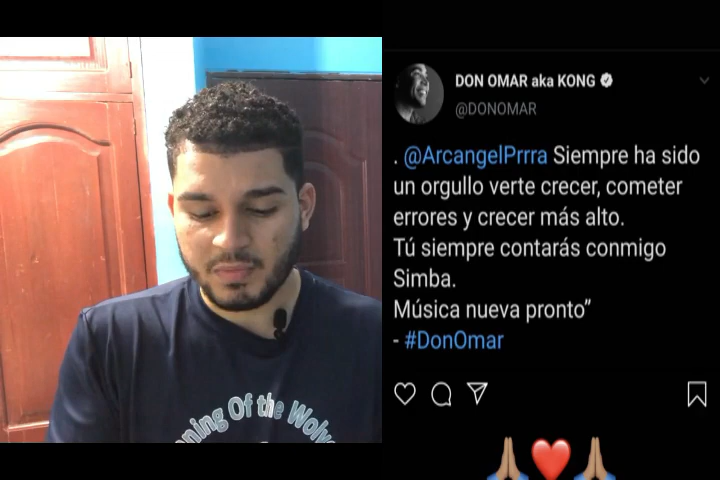 ning Of the Wolv
DON OMAR aka KONG
@DONOMAR
. @ArcangelPrrra Siempre ha sido
un orgullo verte crecer, cometer
errores y crecer más alto.
Tú siempre contarás conmigo
Simba.
Música nueva pronto”
- #DonOmar